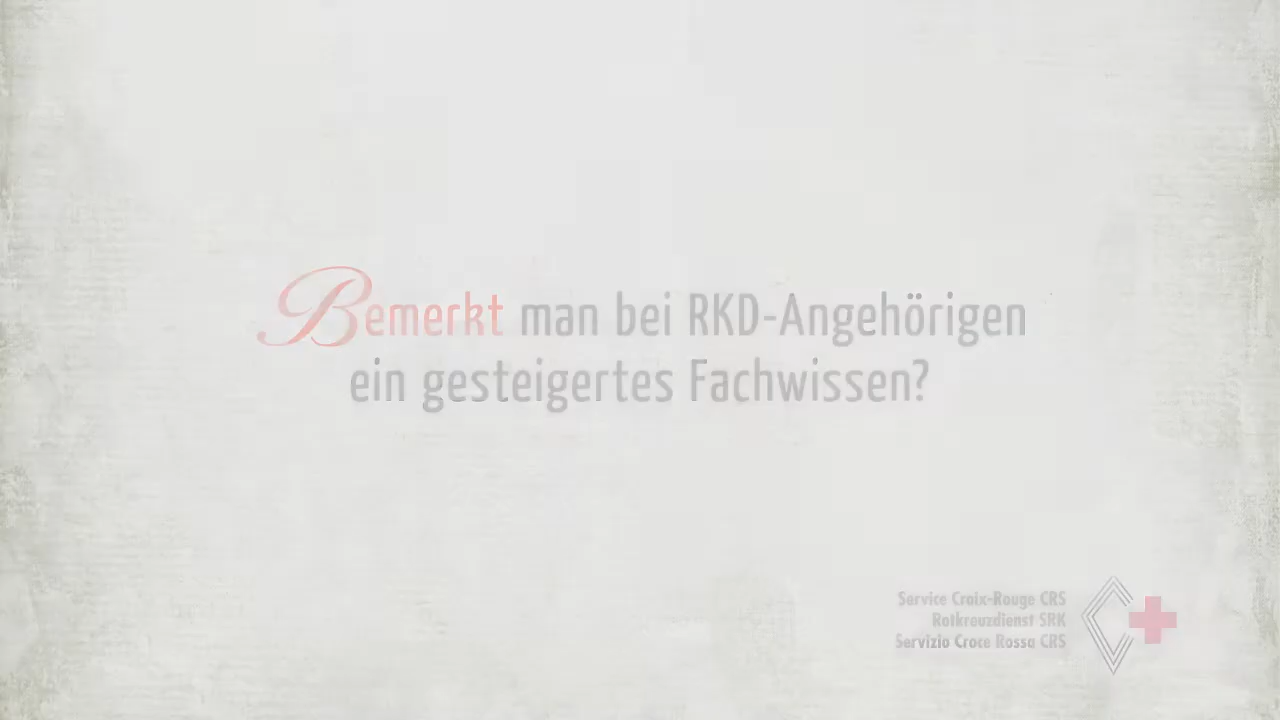 Bemerkt man bei RKD-Angehörigen
ein gesteigertes Fachwissen?
Service Croix-Rouge CRS
Rotkreuzdienst SRK
Servizio Croce Rossa CRS